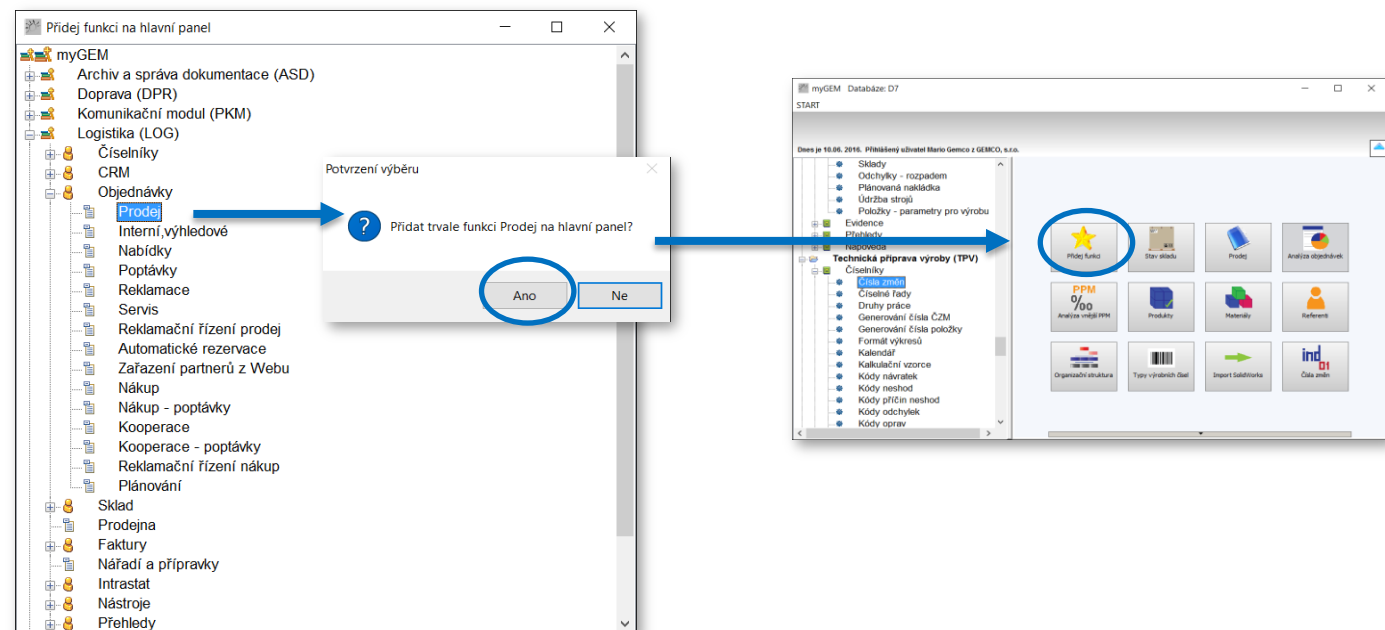 Přidej funkci na hlavní panel
myGEM
Archiv a správa dokumentace (ASD)
Doprava (DPR)
Komunikační modul (PKM)
Logistika (LOG)
Číselníky
CRM
Objednávky
Prodej
Interní,výhledové
Nabídky
Poptávky
Reklamace
Servis
Reklamační řízení prodej
Automatické rezervace
Zařazení partnerů z Webu
Nákup
Nákup - poptávky
Kooperace
Kooperace - poptávky
Reklamační řízení nákup
Plánování
Sklad
Prodejna
Faktury
Nářadí a přípravky
Intrastat
Nástroje
Přehledy
Potvrzení výběru
?
Přidat trvale funkci Prodej na hlavní panel?
Ano
Ne
myGEM Databáze: D7
START
Dnes je 10.06. 2016. Přihlášený uživatel Mario Gemco z GEMCO, s.r.o.
Sklady
Odchylky - rozpadem
Plánovaná nakládka
Údržba strojů
Položky - parametry pro výrobu
Evidence
Přehledy
Nápověda
Technická příprava výroby (TPV)
Číselníky
Čísla změn
Číselné řady
Druhy práce
Generování čísla ČZM
Generování čísla položky
Formát výkresů
Kalendář
Kalkulační vzorce
Kódy návratek
Kódy neshod
Kódy příčin neshod
Kódy odchylek
Kódy oprav
Přidej funkci
Stav skladu
Prodej
Analýza objednávek
PPM
%o
Analýza vnější PPM
Produkty
Materiály
Referenti
Organizační struktura
Typy výrobních čísel
Import SolidWorks
ind
01
Čísla změn